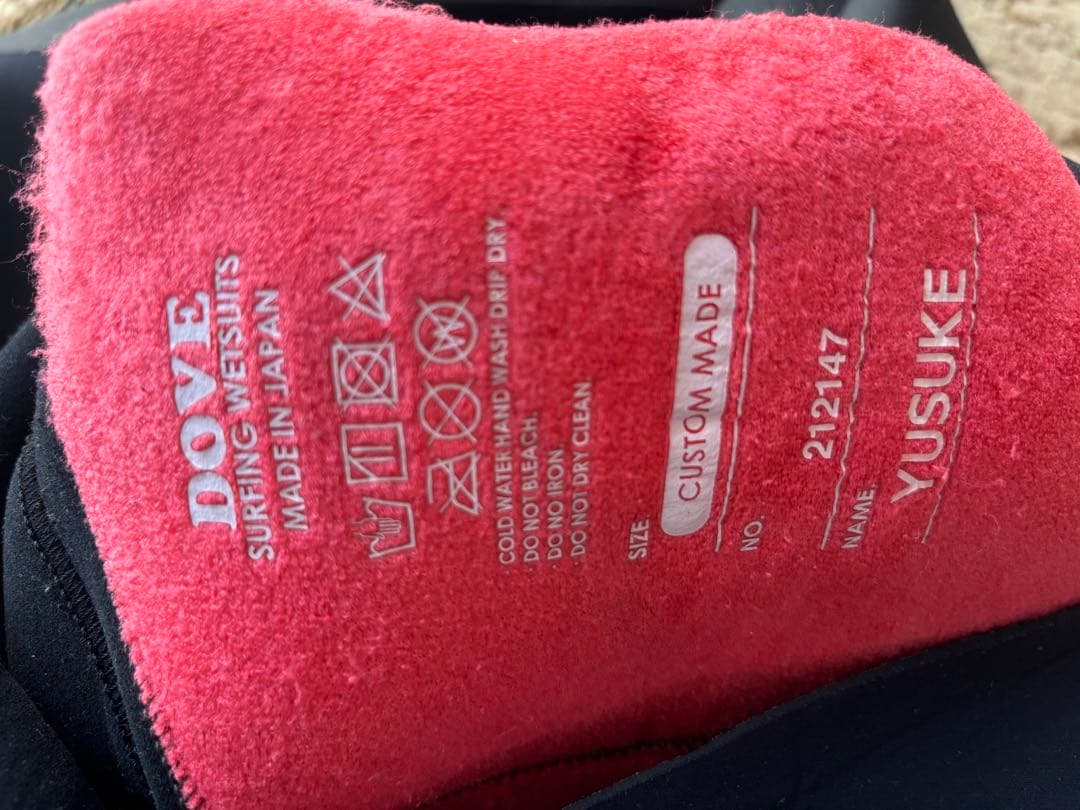 DOVE
SURFING WETSUITS
MADE IN JAPAN
W
· COLD WATER HAND WASH DRIP DRY.
· DO NOT BLEACH.
· DO NOT IRON.
· DO NOT DRY CLEAN
SIZE
CUSTOM MADE
NO.
212147
NAME
YUSUKE